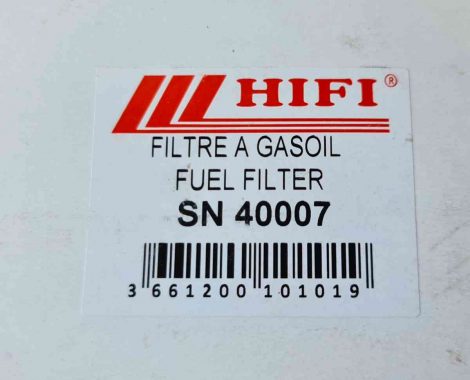 HIFI®
FILTRE A GASOIL
FUEL FILTER
SN 40007
3 661200 101019